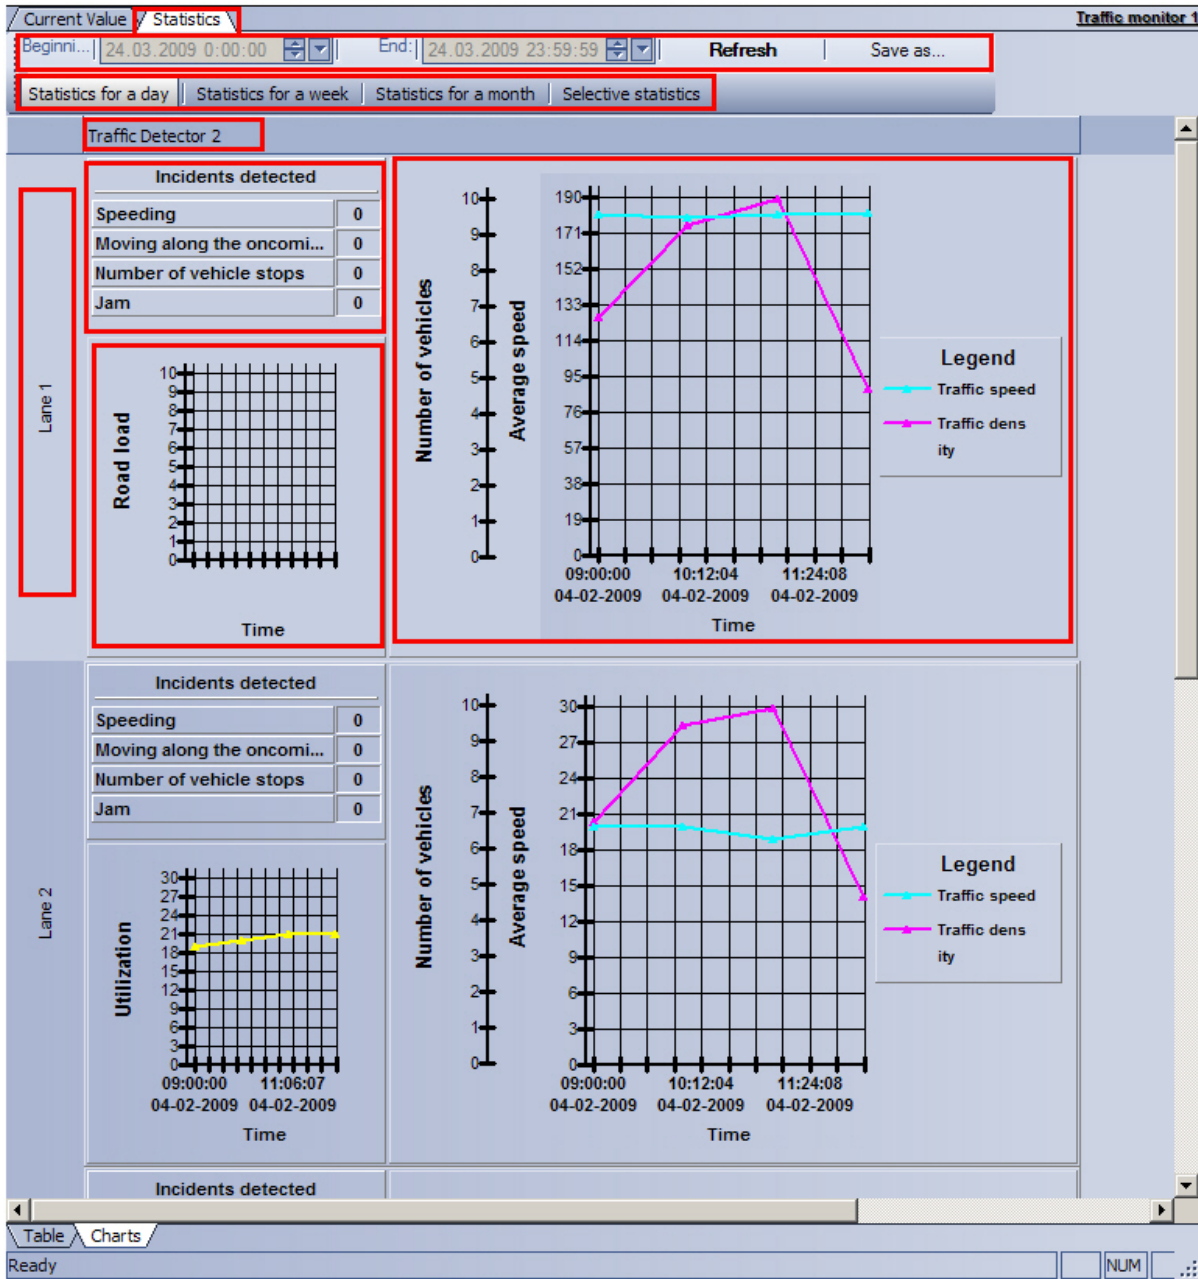 Current Value Statistics Traffic monitor 1
Beginni... 24.03.2009 0:00:00 End: 24.03.2009 23:59:59 Refresh Save as...
Statistics for a day Statistics for a week Statistics for a month Selective statistics
Traffic Detector 2
Lane 1
Incidents detected
Speeding 0
Moving along the oncomi... 0
Number of vehicle stops 0
Jam 0
Road load
10
9
8
7
6
5
4
3
2
1
0
Time
Number of vehicles
10
9
8
7
6
5
4
3
2
1
0
Average speed
190
171
152
133
114
95
76
57
38
19
0
09:00:00 10:12:04 11:24:08
04-02-2009 04-02-2009 04-02-2009
Time
Legend
Traffic speed
Traffic dens
ity
Lane 2
Incidents detected
Speeding 0
Moving along the oncomi... 0
Number of vehicle stops 0
Jam 0
Utilization
30
27
24
21
18
15
12
9
6
3
0
09:00:00 11:06:07
04-02-2009 04-02-2009
Time
Number of vehicles
10
9
8
7
6
5
4
3
2
1
0
Average speed
30
27
24
21
18
15
12
9
6
3
0
09:00:00 10:12:04 11:24:08
04-02-2009 04-02-2009 04-02-2009
Time
Legend
Traffic speed
Traffic dens
ity
Incidents detected
Table Charts
Ready NUM